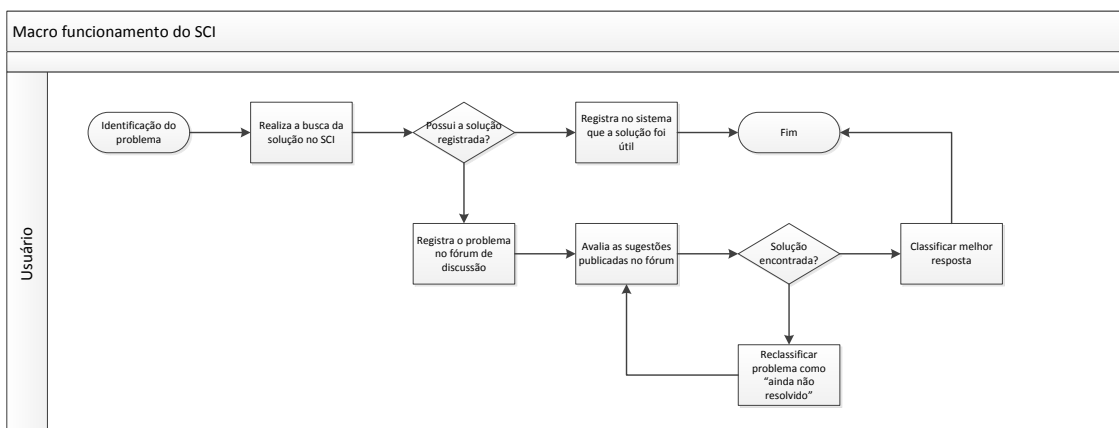 Macro funcionamento do SCI
Usuário
Identificação do
problema
Realiza a busca da
solução no SCI
Possui a solução
registrada?
Registra no sistema
que a solução foi
útil
Fim
Registra o problema
no fórum de
discussão
Avalia as sugestões
publicadas no fórum
Solução
encontrada?
Classificar melhor
resposta
Reclassificar
problema como
“ainda não
resolvido”